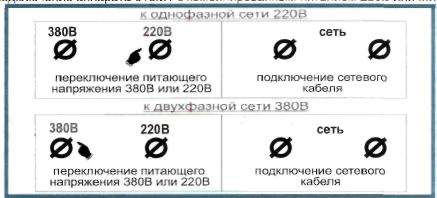 к однофазной сети 220В
380В 220В сеть
переключение питающего подключение сетевого
напряжения 380В или 220В кабеля
к двухфазной сети 380В
380В 220В сеть
переключение питающего подключение сетевого
напряжения 380В или 220В кабеля